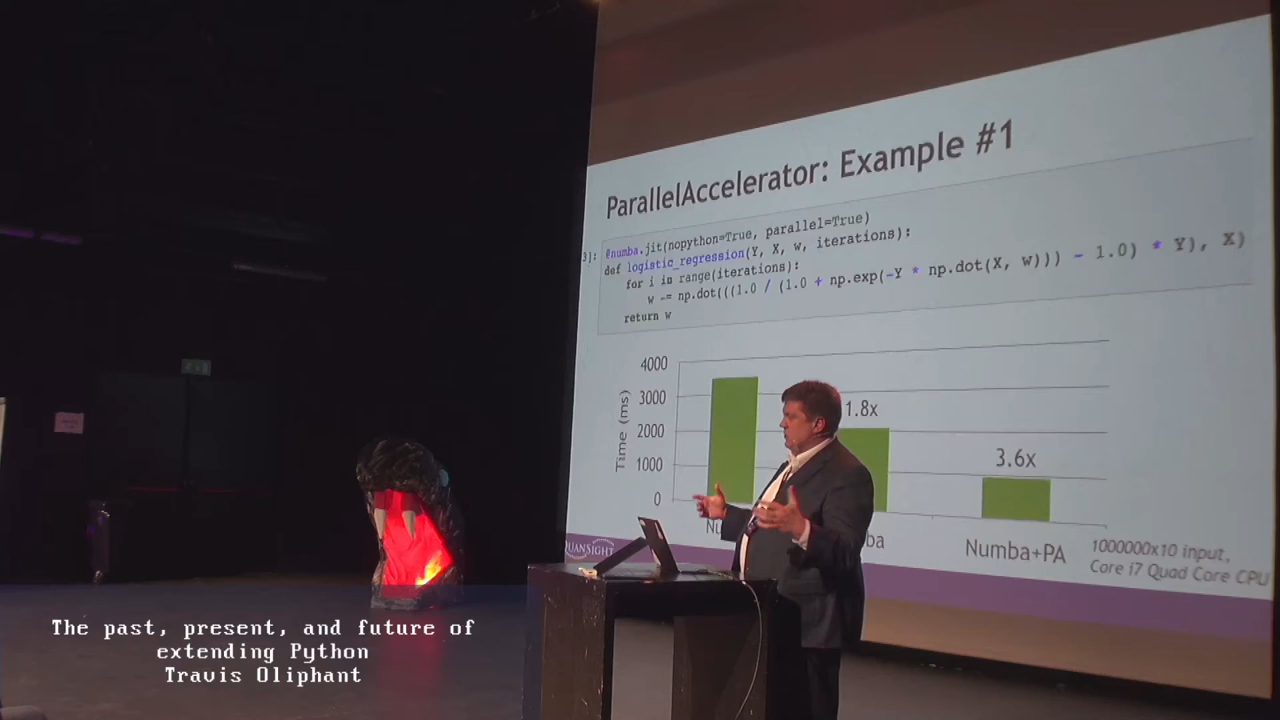 ParallelAccelerator: Example #1
3]: @numba.jit(nopython=True, parallel=True)
def logistic_regression(Y, X, w, iterations):
for i in range(iterations):
w -= np.dot(((1.0 / (1.0 + np.exp(-Y * np.dot(X, w))) - 1.0) * Y), X)
return w
4000
3000
2000
1000
0
Time (ms)
1.8x
3.6x
Numba+PA
1000000x10 input,
Core i7 Quad Core CPU
QUANSIGHT
The past, present, and future of
extending Python
Travis Oliphant